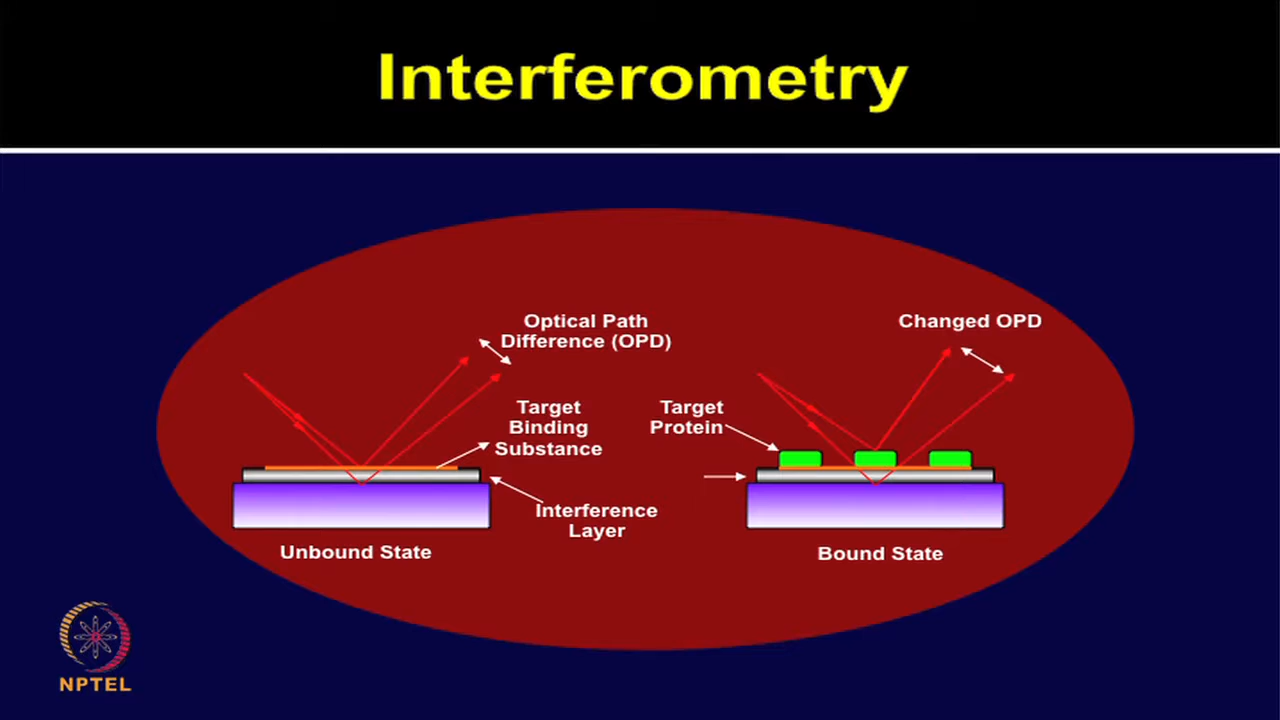 Interferometry
Optical Path
Difference (OPD)
Target
Binding
Substance
Interference
Layer
Unbound State
Changed OPD
Target
Protein
Bound State
NPTEL